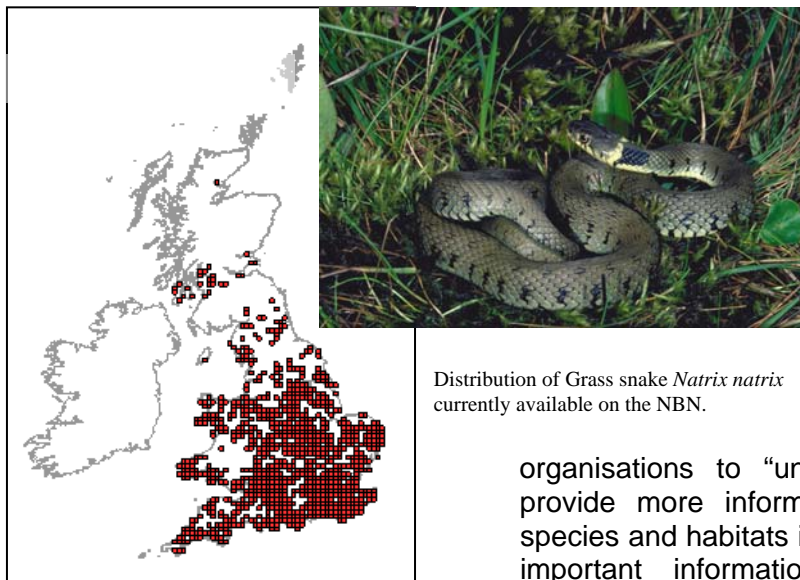 Distribution of Grass snake Natrix natrix
currently available on the NBN.
organisations to “un
provide more inform
species and habitats i
important informatio